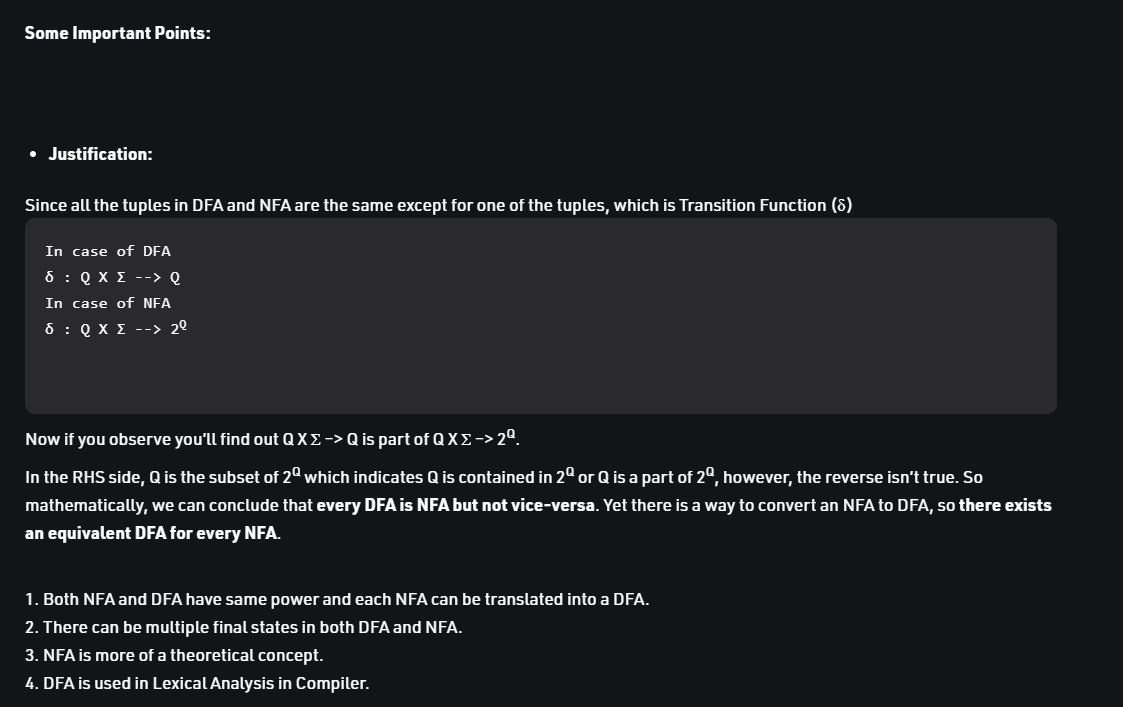 Some Important Points:
• Justification:
Since all the tuples in DFA and NFA are the same except for one of the tuples, which is Transition Function (δ)
In case of DFA
δ : Q X Σ --> Q
In case of NFA
δ : Q X Σ --> 2^Q
Now if you observe you'll find out Q X Σ –> Q is part of Q X Σ –> 2^Q.
In the RHS side, Q is the subset of 2^Q which indicates Q is contained in 2^Q or Q is a part of 2^Q, however, the reverse isn't true. So
mathematically, we can conclude that every DFA is NFA but not vice-versa. Yet there is a way to convert an NFA to DFA, so there exists
an equivalent DFA for every NFA.
1. Both NFA and DFA have same power and each NFA can be translated into a DFA.
2. There can be multiple final states in both DFA and NFA.
3. NFA is more of a theoretical concept.
4. DFA is used in Lexical Analysis in Compiler.